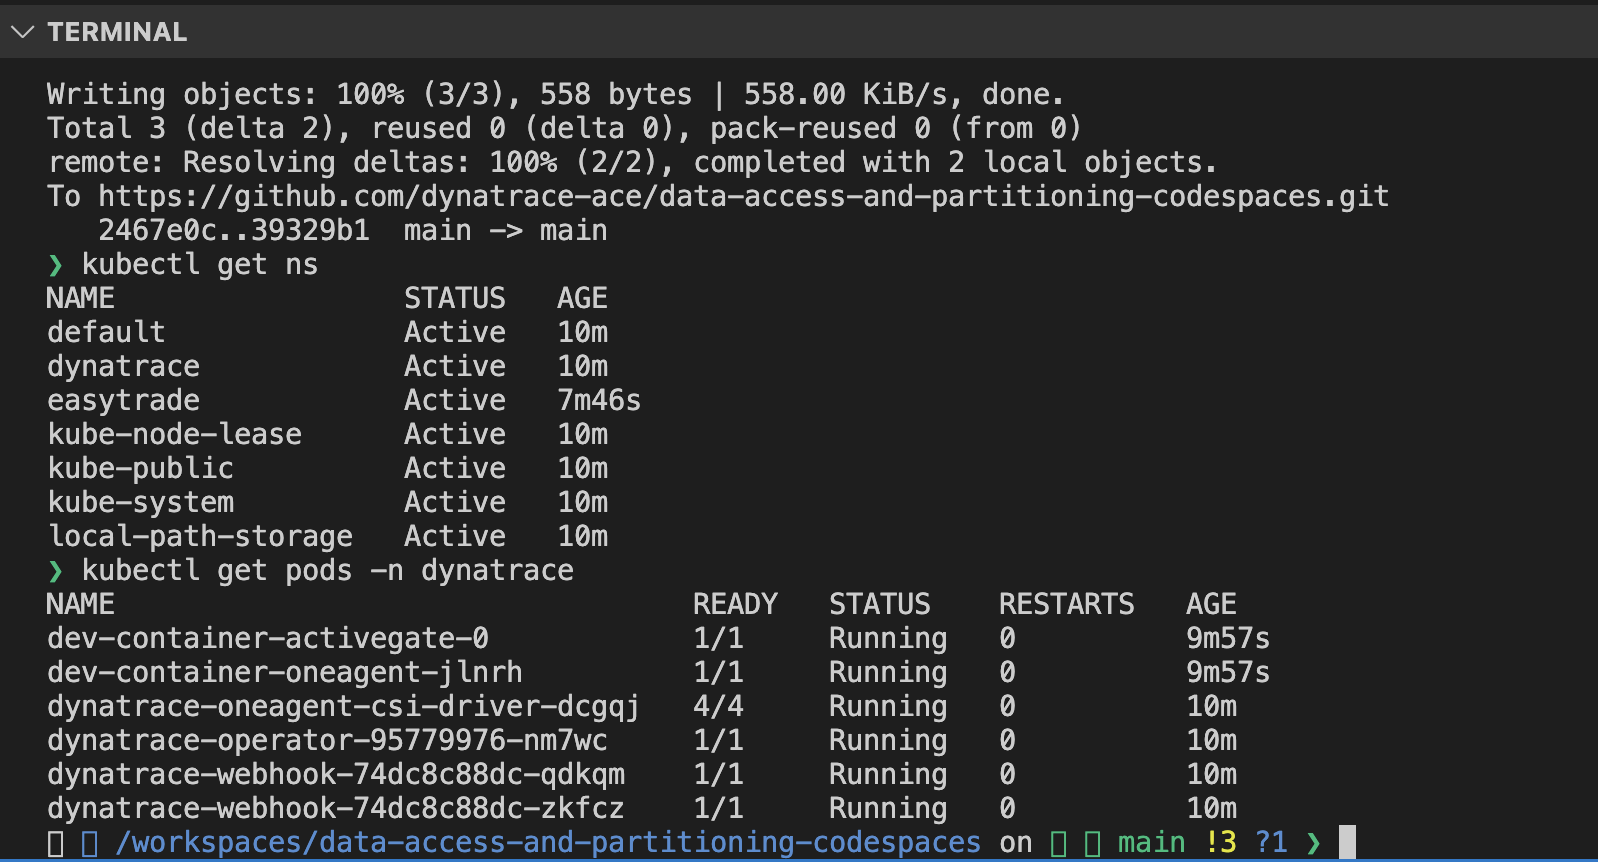 TERMINAL
Writing objects: 100% (3/3), 558 bytes | 558.00 KiB/s, done.
Total 3 (delta 2), reused 0 (delta 0), pack-reused 0 (from 0)
remote: Resolving deltas: 100% (2/2), completed with 2 local objects.
To https://github.com/dynatrace-ace/data-access-and-partitioning-codespaces.git
   2467e0c..39329b1  main -> main
❯ kubectl get ns
NAME                 STATUS   AGE
default              Active   10m
dynatrace            Active   10m
easytrade            Active   7m46s
kube-node-lease      Active   10m
kube-public          Active   10m
kube-system          Active   10m
local-path-storage   Active   10m
❯ kubectl get pods -n dynatrace
NAME                                  READY   STATUS    RESTARTS   AGE
dev-container-activegate-0            1/1     Running   0          9m57s
dev-container-oneagent-jlnrh          1/1     Running   0          9m57s
dynatrace-oneagent-csi-driver-dcgqj   4/4     Running   0          10m
dynatrace-operator-95779976-nm7wc     1/1     Running   0          10m
dynatrace-webhook-74dc8c88dc-qdkqm    1/1     Running   0          10m
dynatrace-webhook-74dc8c88dc-zkfcz    1/1     Running   0          10m
/workspaces/data-access-and-partitioning-codespaces on main !3 ?1 ❯